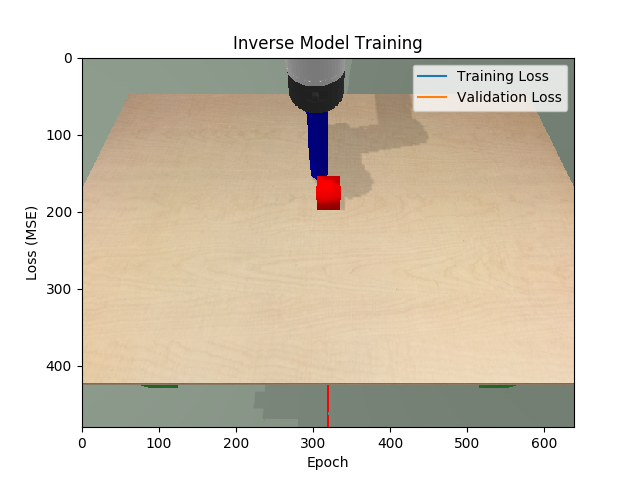 Inverse Model Training
Training Loss
Validation Loss
0
100
200
300
400
Loss (MSE)
0 100 200 300 400 500 600
Epoch